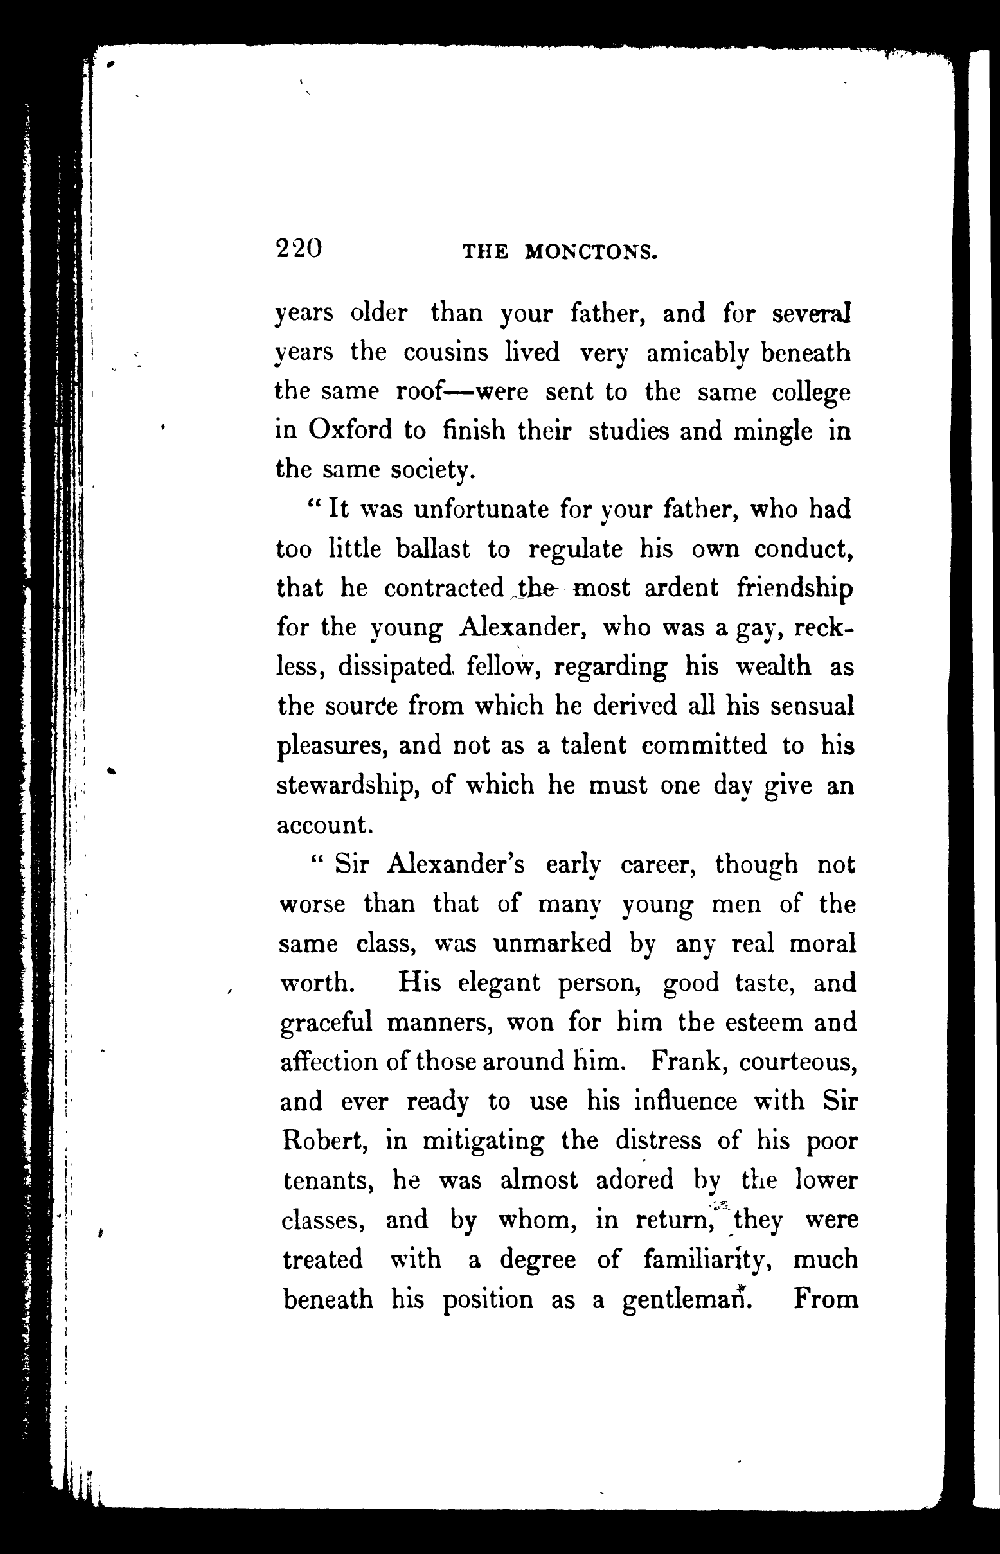 220 THE MONCTONS.
years older than your father, and for several
years the cousins lived very amicably beneath
the same roof—were sent to the same college
in Oxford to finish their studies and mingle in
the same society.
“ It was unfortunate for your father, who had
too little ballast to regulate his own conduct,
that he contracted the most ardent friendship
for the young Alexander, who was a gay, reck-
less, dissipated fellow, regarding his wealth as
the source from which he derived all his sensual
pleasures, and not as a talent committed to his
stewardship, of which he must one day give an
account.
“ Sir Alexander’s early career, though not
worse than that of many young men of the
same class, was unmarked by any real moral
worth. His elegant person, good taste, and
graceful manners, won for him the esteem and
affection of those around him. Frank, courteous,
and ever ready to use his influence with Sir
Robert, in mitigating the distress of his poor
tenants, he was almost adored by the lower
classes, and by whom, in return, they were
treated with a degree of familiarity, much
beneath his position as a gentleman. From